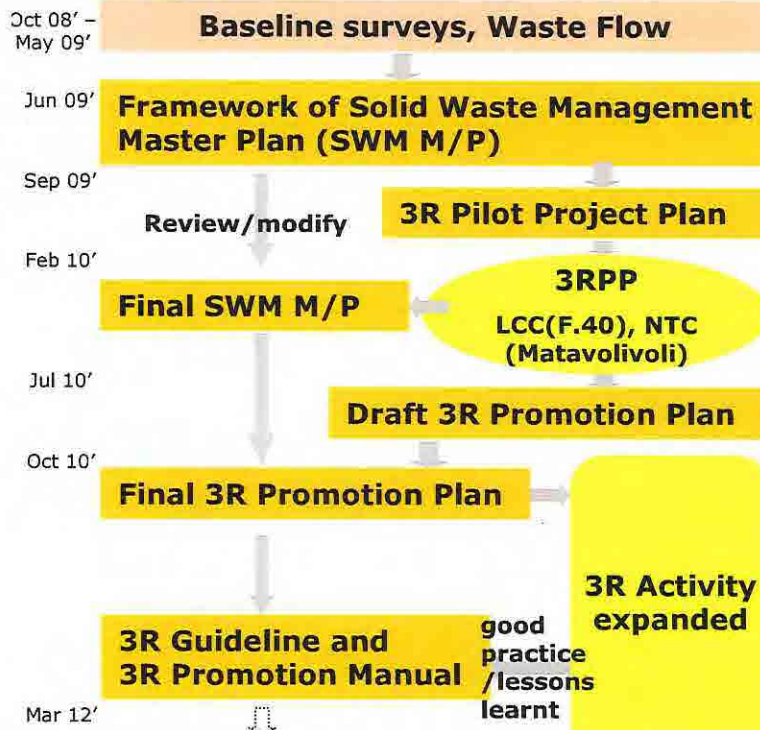 Oct 08’ –
May 09’
Baseline surveys, Waste Flow
Jun 09’
Framework of Solid Waste Management
Master Plan (SWM M/P)
Sep 09’
3R Pilot Project Plan
Review/modify
Feb 10’
3RPP
Final SWM M/P
LCC(F.40), NTC
(Matavolivoli)
Jul 10’
Draft 3R Promotion Plan
Oct 10’
Final 3R Promotion Plan
3R Activity
expanded
3R Guideline and
3R Promotion Manual
good
practice
/lessons
learnt
Mar 12’